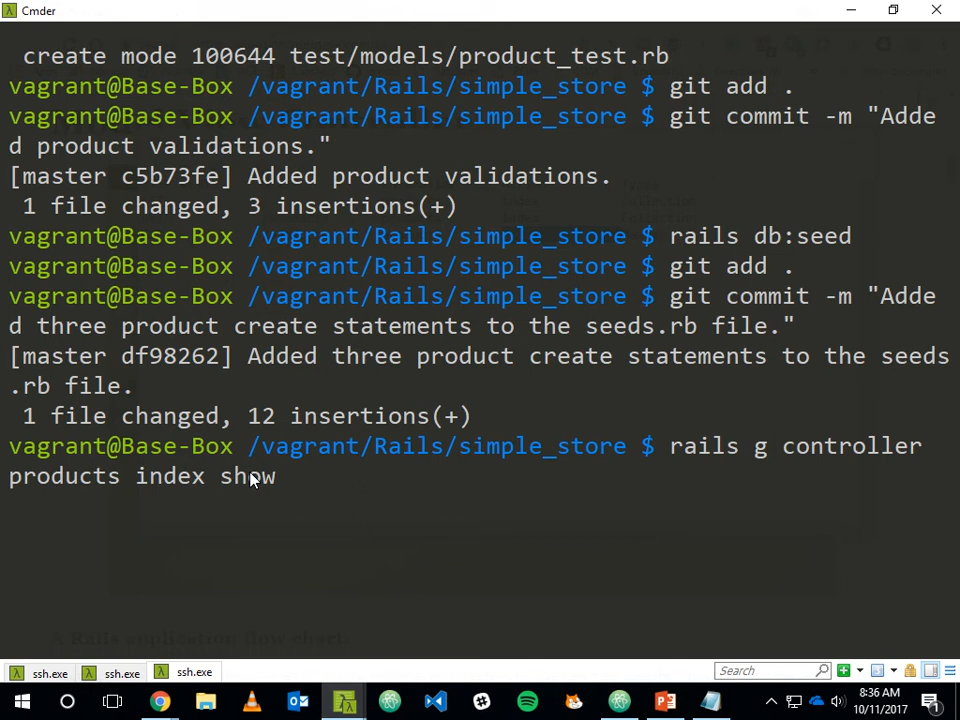 Cmder
create mode 100644 test/models/product_test.rb
vagrant@Base-Box /vagrant/Rails/simple_store $ git add .
vagrant@Base-Box /vagrant/Rails/simple_store $ git commit -m "Adde
d product validations."
[master c5b73fe] Added product validations.
1 file changed, 3 insertions(+)
vagrant@Base-Box /vagrant/Rails/simple_store $ rails db:seed
vagrant@Base-Box /vagrant/Rails/simple_store $ git add .
vagrant@Base-Box /vagrant/Rails/simple_store $ git commit -m "Adde
d three product create statements to the seeds.rb file."
[master df98262] Added three product create statements to the seeds
.rb file.
1 file changed, 12 insertions(+)
vagrant@Base-Box /vagrant/Rails/simple_store $ rails g controller
products index show
A Rails application flow chart.
ssh.exe ssh.exe ssh.exe Search
8:36 AM
10/11/2017
1